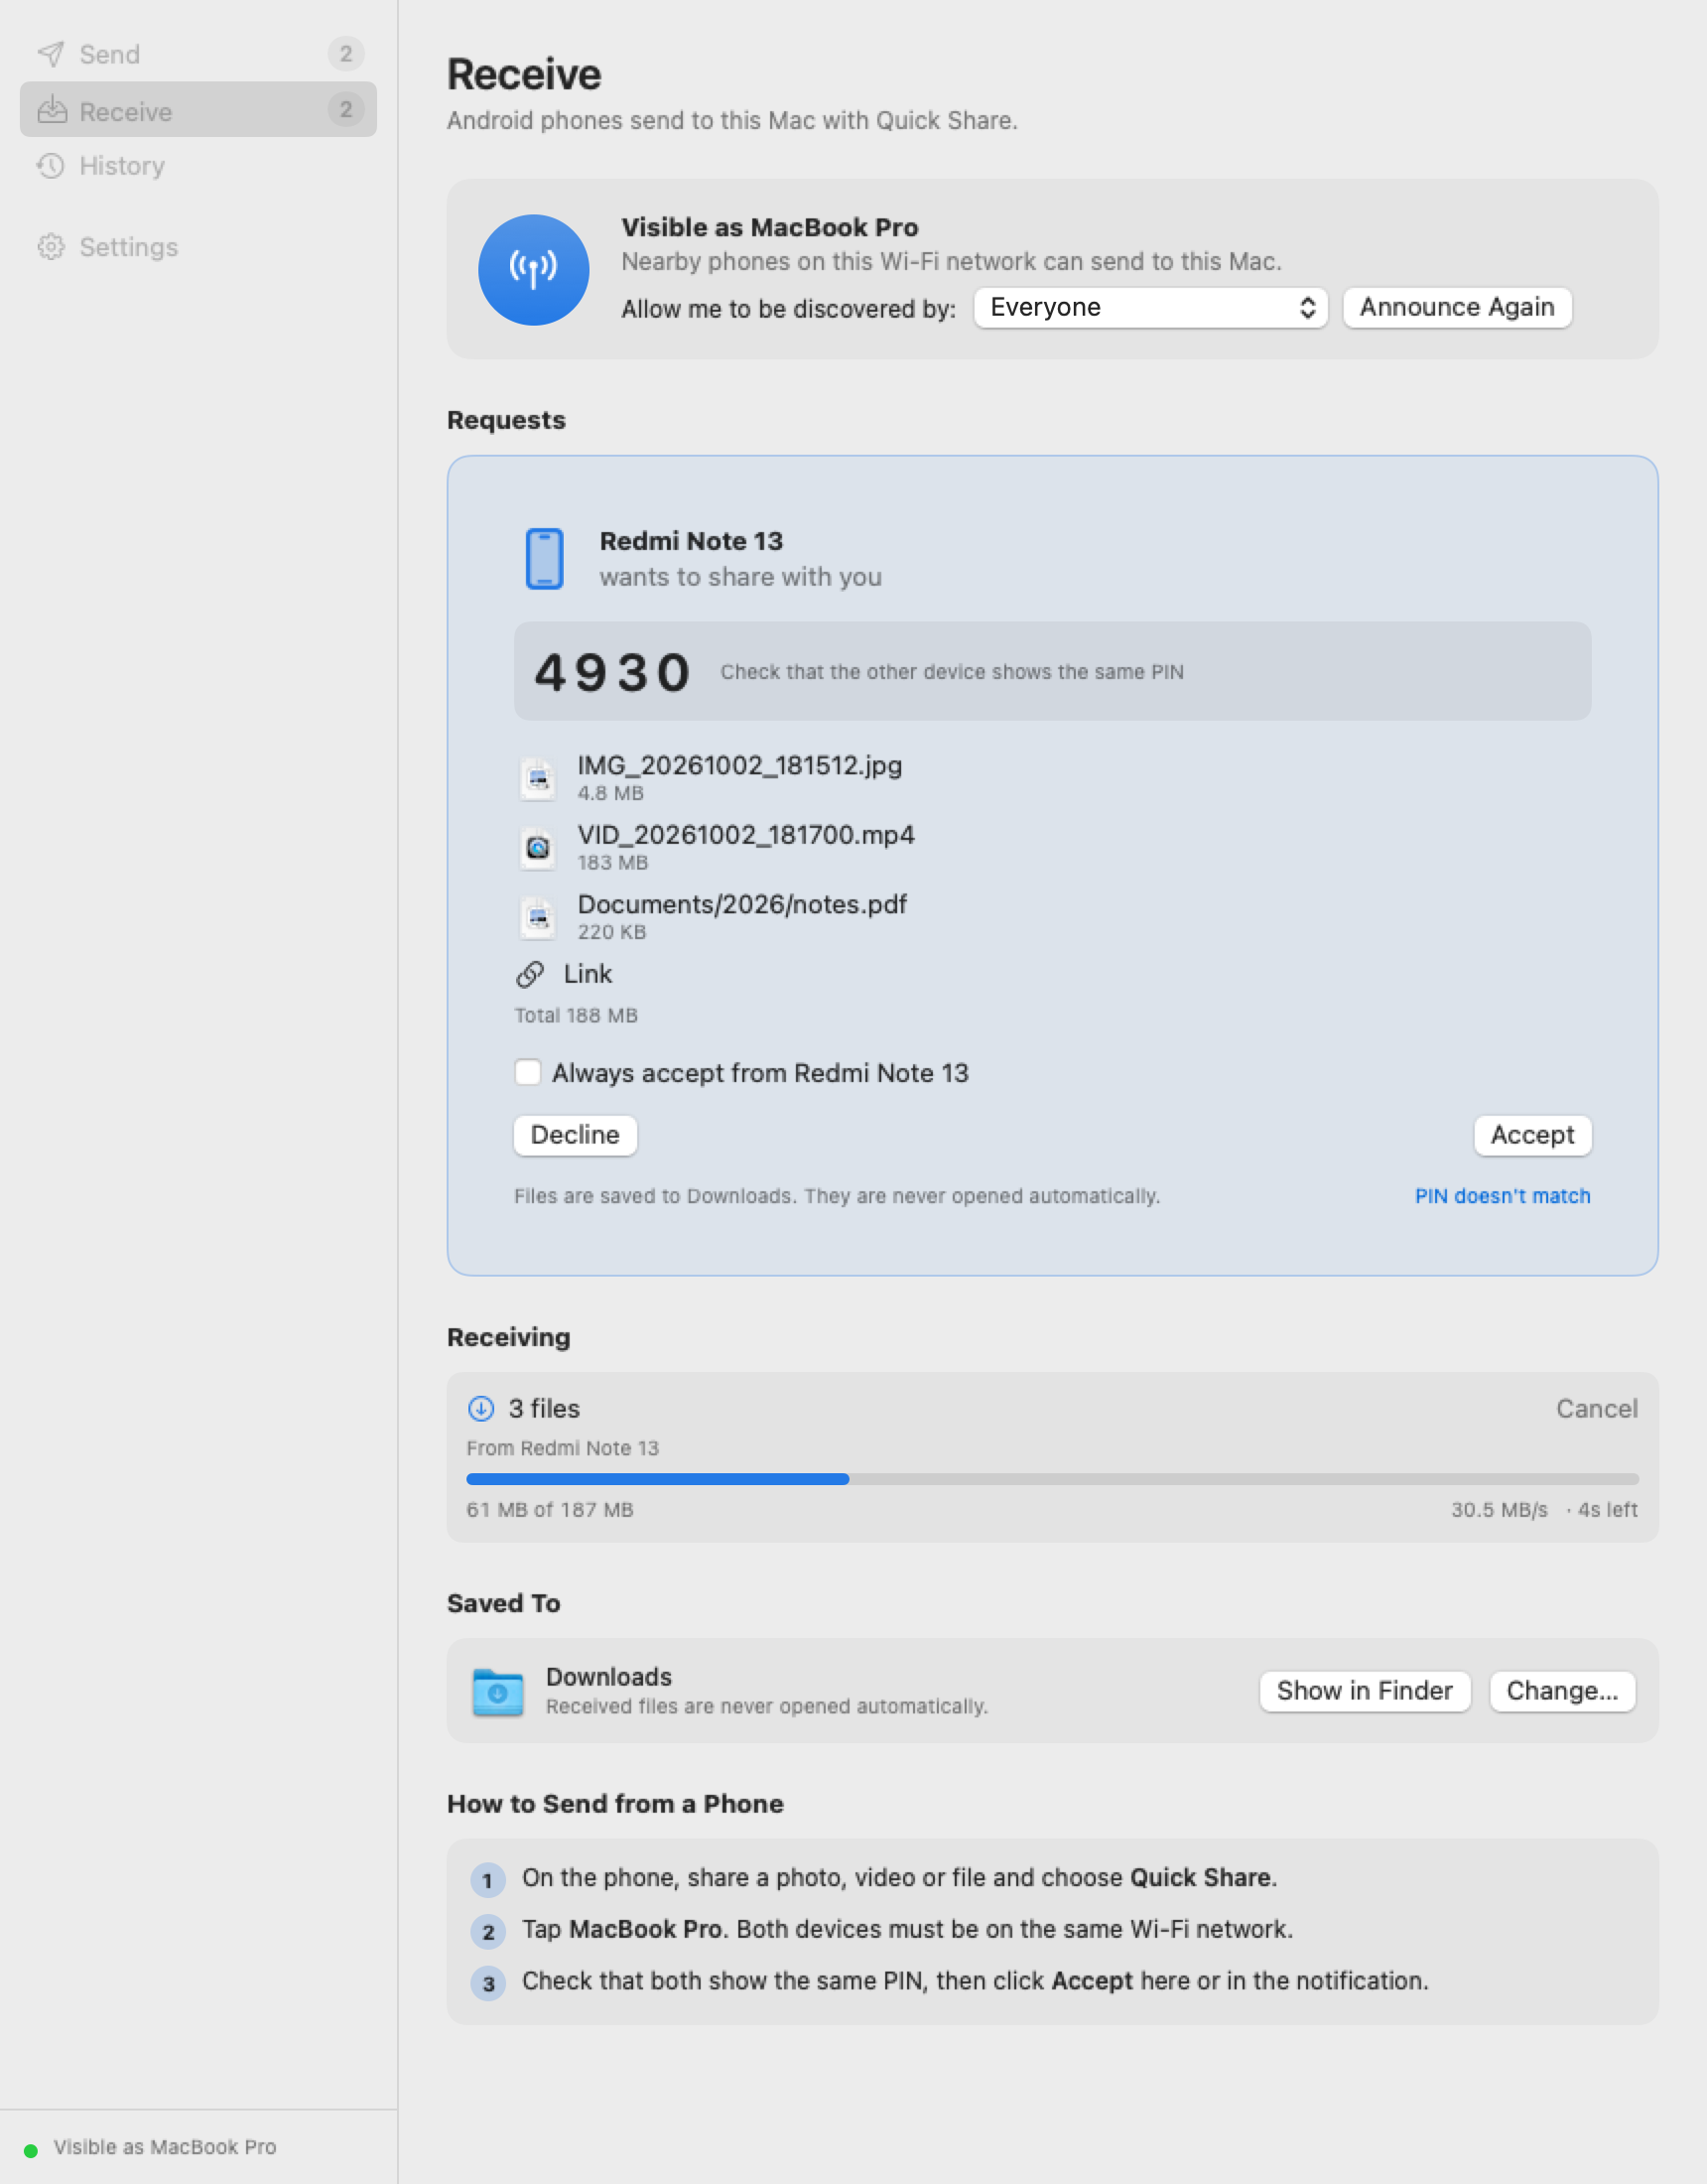 Send 2
Receive 2
History
Settings
Receive
Android phones send to this Mac with Quick Share.
Visible as MacBook Pro
Nearby phones on this Wi-Fi network can send to this Mac.
Allow me to be discovered by: Everyone Announce Again
Requests
Redmi Note 13
wants to share with you
4930 Check that the other device shows the same PIN
IMG_20261002_181512.jpg
4.8 MB
VID_20261002_181700.mp4
183 MB
Documents/2026/notes.pdf
220 KB
Link
Total 188 MB
Always accept from Redmi Note 13
Decline Accept
Files are saved to Downloads. They are never opened automatically. PIN doesn't match
Receiving
3 files Cancel
From Redmi Note 13
61 MB of 187 MB 30.5 MB/s · 4s left
Saved To
Downloads
Received files are never opened automatically.
Show in Finder Change...
How to Send from a Phone
1 On the phone, share a photo, video or file and choose Quick Share.
2 Tap MacBook Pro. Both devices must be on the same Wi-Fi network.
3 Check that both show the same PIN, then click Accept here or in the notification.
Visible as MacBook Pro